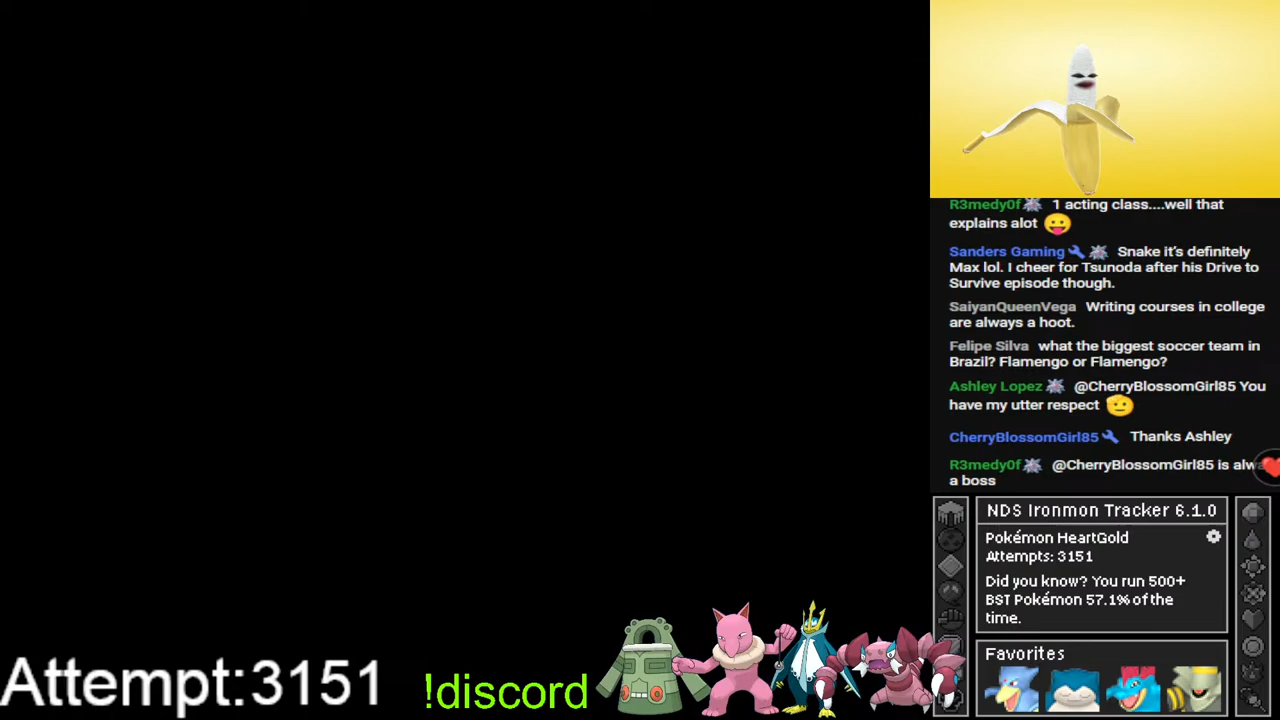 R3medy0f 1 acting class....well that
explains alot
Sanders Gaming Snake it's definitely
Max lol. I cheer for Tsunoda after his Drive to
Survive episode though.
SaiyanQueenVega Writing courses in college
are always a hoot.
Felipe Silva what the biggest soccer team in
Brazil? Flamengo or Flamengo?
Ashley Lopez @CherryBlossomGirl85 You
have my utter respect
CherryBlossomGirl85 Thanks Ashley
R3medy0f @CherryBlossomGirl85 is
a boss
NDS Ironmon Tracker 6.1.0
Pokémon HeartGold
Attempts: 3151
Did you know? You run 500+
BST Pokémon 57.1% of the
time.
Favorites
Attempt:3151
!discord